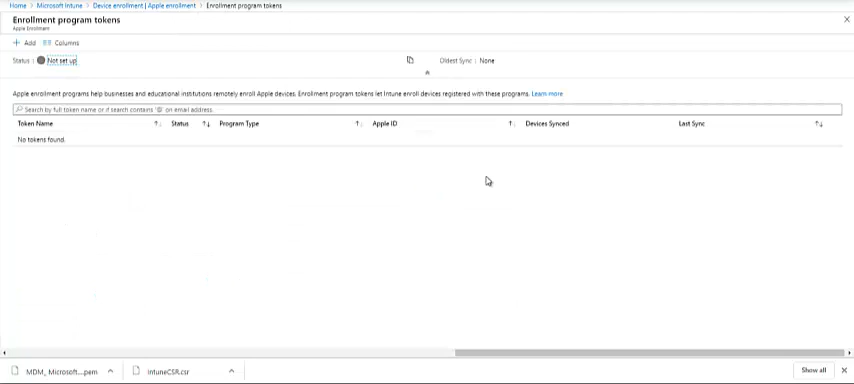 Home > Microsoft Intune > Device enrollment | Apple enrollment > Enrollment program tokens
Enrollment program tokens
Apple Enrollment
+ Add Columns
Status : Not set up Oldest Sync : None
Apple enrollment programs help businesses and educational institutions remotely enroll Apple devices. Enrollment program tokens let Intune enroll devices registered with these programs. Learn more
Search by full token name or if search contains '@' on email address.
Token Name Status Program Type Apple ID Devices Synced Last Sync
No tokens found.
MDM_ Microsoft....pem IntuneCSR.csr Show all